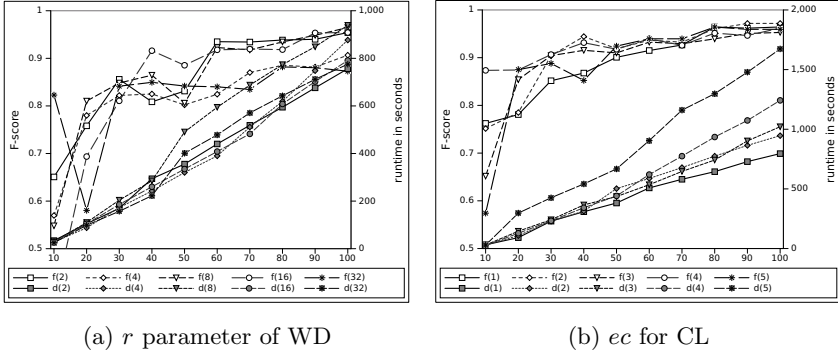 1 1,000
0.9 800
0.8 600
0.7 400
0.6 200
0.5 0
F-score
runtime in seconds
10 20 30 40 50 60 70 80 90 100
f(2) f(4) f(8) f(16) f(32)
d(2) d(4) d(8) d(16) d(32)
(a) r parameter of WD
1 2,000
0.9 1,500
0.8
0.7 1,000
0.6 500
0.5 0
F-score
runtime in seconds
10 20 30 40 50 60 70 80 90 100
f(1) f(2) f(3) f(4) f(5)
d(1) d(2) d(3) d(4) d(5)
(b) ec for CL